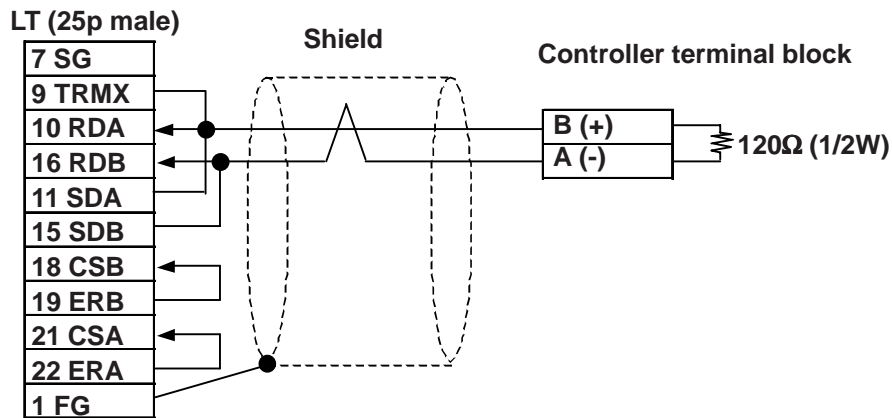 LT (25p male)
Shield
Controller terminal block
7 SG
9 TRMX
10 RDA
16 RDB
11 SDA
15 SDB
18 CSB
19 ERB
21 CSA
22 ERA
1 FG
B (+)
A (-)
120Ω (1/2W)